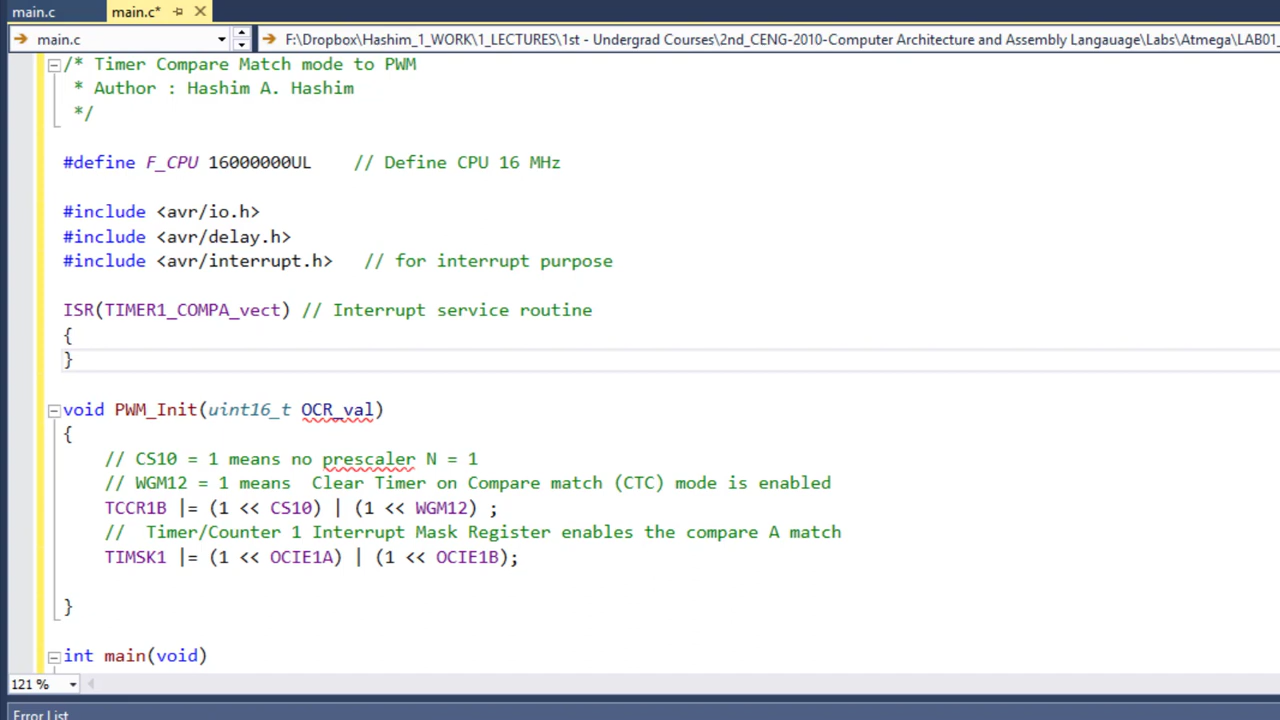 main.c
main.c*
main.c
F:\Dropbox\Hashim_1_WORK\1_LECTURES\1st - Undergrad Courses\2nd_CENG-2010-Computer Architecture and Assembly Langauage\Labs\Atmega\LAB01_
/* Timer Compare Match mode to PWM
* Author : Hashim A. Hashim
*/
#define F_CPU 16000000UL    // Define CPU 16 MHz
#include <avr/io.h>
#include <avr/delay.h>
#include <avr/interrupt.h>   // for interrupt purpose
ISR(TIMER1_COMPA_vect) // Interrupt service routine
{
}
void PWM_Init(uint16_t OCR_val)
{
// CS10 = 1 means no prescaler N = 1
// WGM12 = 1 means  Clear Timer on Compare match (CTC) mode is enabled
TCCR1B |= (1 << CS10) | (1 << WGM12) ;
//  Timer/Counter 1 Interrupt Mask Register enables the compare A match
TIMSK1 |= (1 << OCIE1A) | (1 << OCIE1B);
}
int main(void)
121 %
Error List